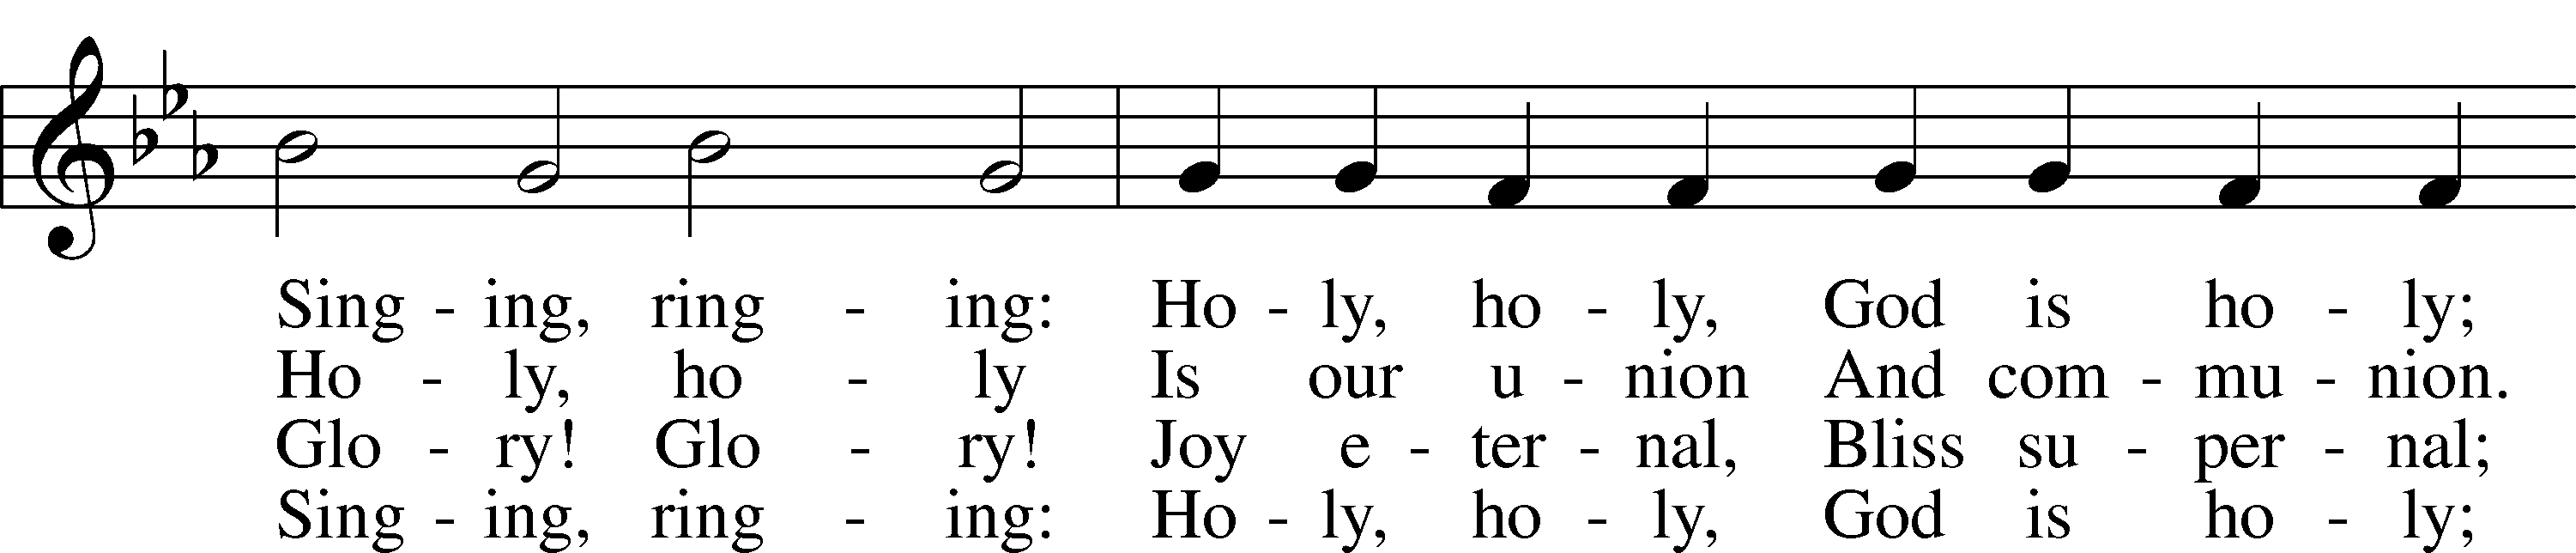 Sing - ing, ring - ing: Ho - ly, ho - ly, God is ho - ly;
Ho - ly, ho - ly Is our u - nion And com - mu - nion.
Glo - ry! Glo - ry! Joy e - ter - nal, Bliss su - per - nal;
Sing - ing, ring - ing: Ho - ly, ho - ly, God is ho - ly;